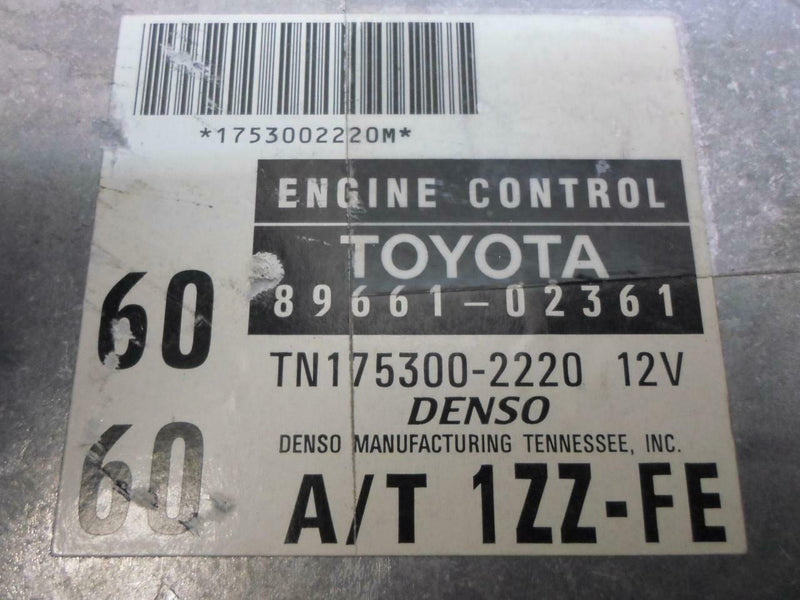 *1753002220M*
ENGINE CONTROL
TOYOTA
89661-02361
60
TN175300-2220 12V
DENSO
DENSO MANUFACTURING TENNESSEE, INC.
60
A/T 1ZZ-FE